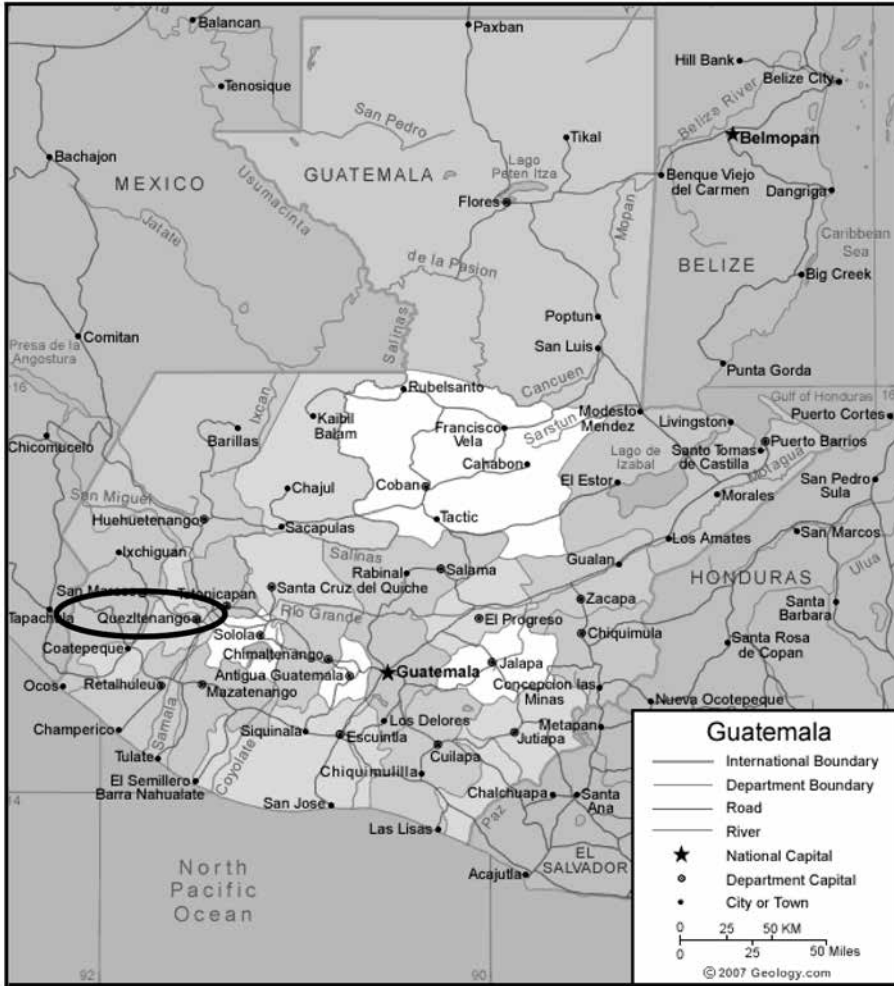 Balancan
Paxban
Hill Bank
Belize City
Tenosique
Belize River
San Pedro
Tikal
Belmopan
Bachajon
Lago
Peten Itza
MEXICO
GUATEMALA
Benque Viejo
del Carmen
Dangriga
Usumacinta
Flores
Jatate
Mopan
Caribbean
Sea
de la Pasion
BELIZE
Big Creek
Salinas
Poptun
Comitan
San Luis
Presa de la
Angostura
Punta Gorda
16
Cancuen
Gulf of Honduras
16
Rubelsanto
Ixcan
Kaibil
Balam
Modesto
Mendez
Livingston
Puerto Cortes
Barillas
Francisco
Vela
Sarstun
Chicomucelo
Lago de
Izabal
Santo Tomas
de Castilla
Puerto Barrios
Motagua
Cahabon
San Miguel
Chajul
Coban
El Estor
San Pedro
Sula
Morales
Huehuetenango
Sacapulas
Tactic
San Marcos
Los Amates
Ixchiguan
Salinas
Gualan
Rabinal
Salama
HONDURAS
Ulua
San Marcos
Totonicapan
Santa Cruz del Quiche
Zacapa
Santa
Barbara
Tapachula
Quezltenango
Rio Grande
El Progreso
Solola
Chiquimula
Santa Rosa
de Copan
Coatepeque
Chimaltenango
Guatemala
Jalapa
Antigua Guatemala
Ocos
Retalhuleu
Mazatenango
Concepcion las
Minas
Nueva Ocotepeque
Samala
Los Delores
Champerico
Siquinala
Escuintla
Metapan
Jutiapa
Cuilapa
Tulate
Coyolate
Chiquimulilla
El Semillero
Barra Nahualate
Chalchuapa
Santa
Ana
14
San Jose
Paz
Las Lisas
EL
SALVADOR
Acajutla
North
Pacific
Ocean
92
90
Guatemala
International Boundary
Department Boundary
Road
River
National Capital
Department Capital
City or Town
0 25 50 KM
0 25 50 Miles
© 2007 Geology.com